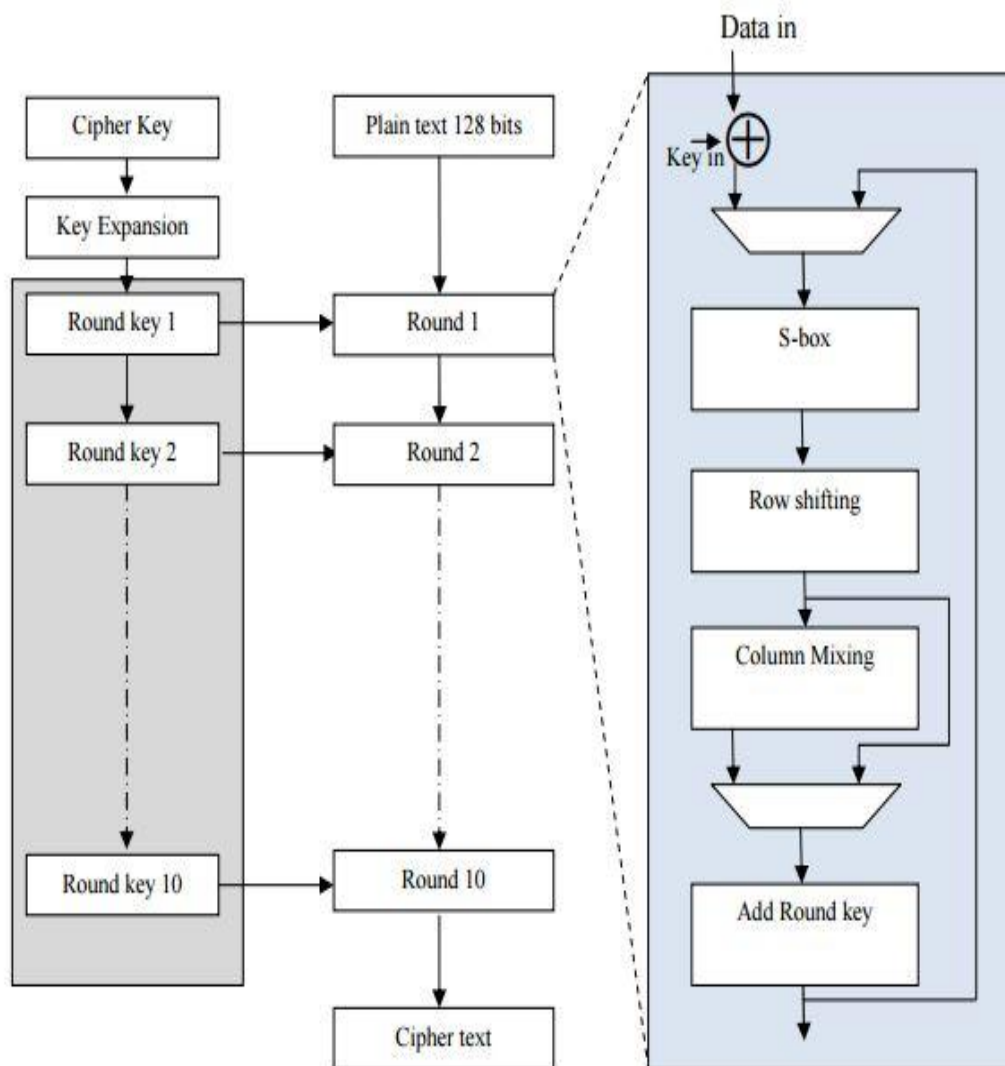 Data in
Cipher Key
Plain text 128 bits
Key in
Key Expansion
Round key 1
Round 1
S-box
Round key 2
Round 2
Row shifting
Column Mixing
Round key 10
Round 10
Add Round key
Cipher text